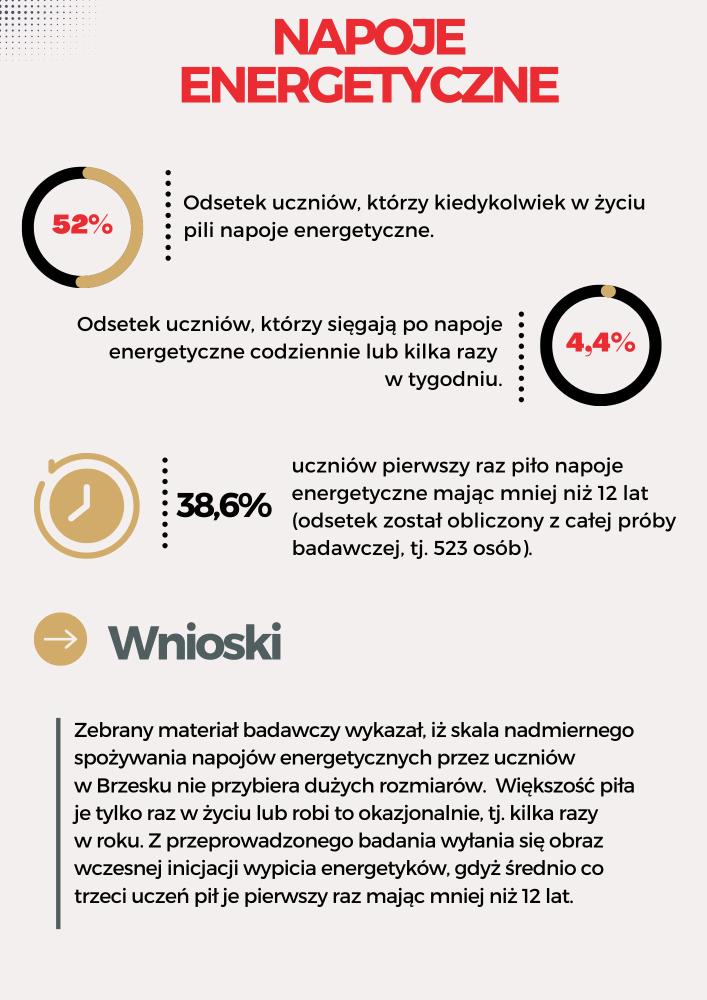 NAPOJE
ENERGETYCZNE
52%
Odsetek uczniów, którzy kiedykolwiek w życiu
pili napoje energetyczne.
Odsetek uczniów, którzy sięgają po napoje
energetyczne codziennie lub kilka razy
w tygodniu.
4,4%
38,6%
uczniów pierwszy raz piło napoje
energetyczne mając mniej niż 12 lat
(odsetek został obliczony z całej próby
badawczej, tj. 523 osób).
Wnioski
Zebrany materiał badawczy wykazał, iż skala nadmiernego
spożywania napojów energetycznych przez uczniów
w Brzesku nie przybiera dużych rozmiarów. Większość piła
je tylko raz w życiu lub robi to okazjonalnie, tj. kilka razy
w roku. Z przeprowadzonego badania wyłania się obraz
wczesnej inicjacji wypicia energetyków, gdyż średnio co
trzeci uczeń pił je pierwszy raz mając mniej niż 12 lat.